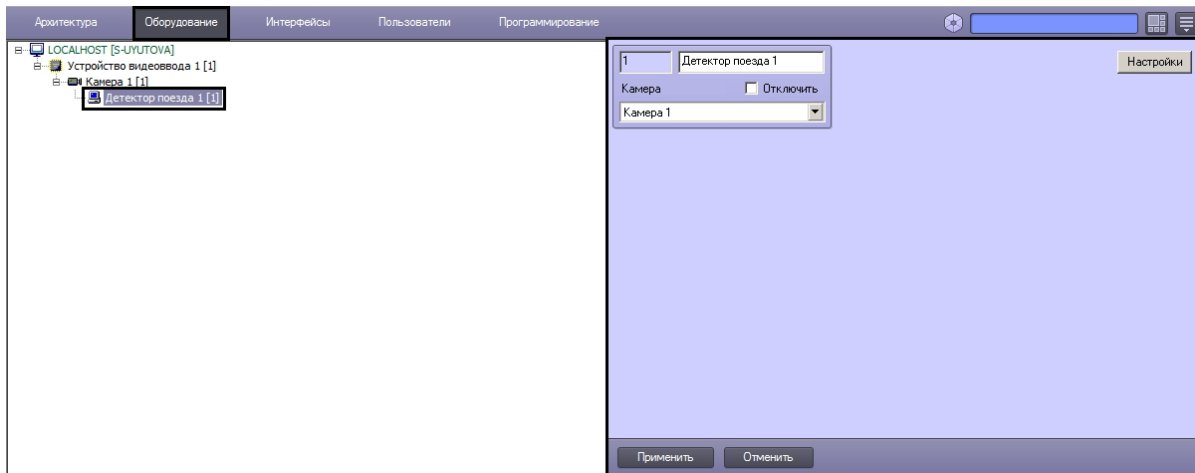 Архитектура Оборудование Интерфейсы Пользователи Программирование
LOCALHOST [S-UYUTOVA]
Устройство видеоввода 1 [1]
Камера 1 [1]
Детектор поезда 1 [1]
1 Детектор поезда 1 Настройки
Камера Отключить
Камера 1
Применить Отменить